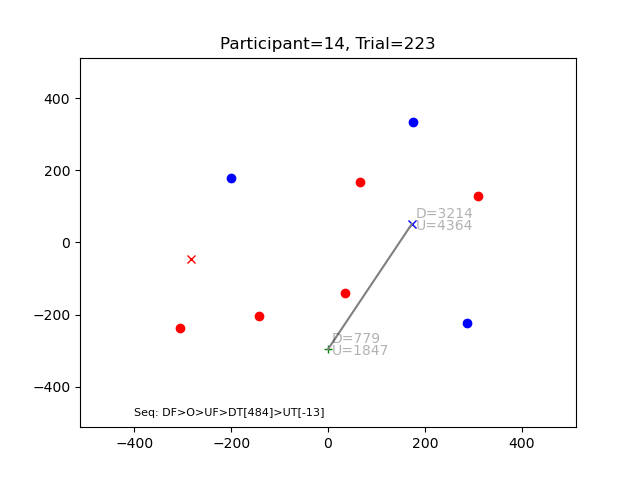 Participant=14, Trial=223
400
200
0
−200
−400
D=3214
U=4364
D=779
U=1847
Seq: DF>O>UF>DT[484]>UT[-13]
−400
−200
0
200
400